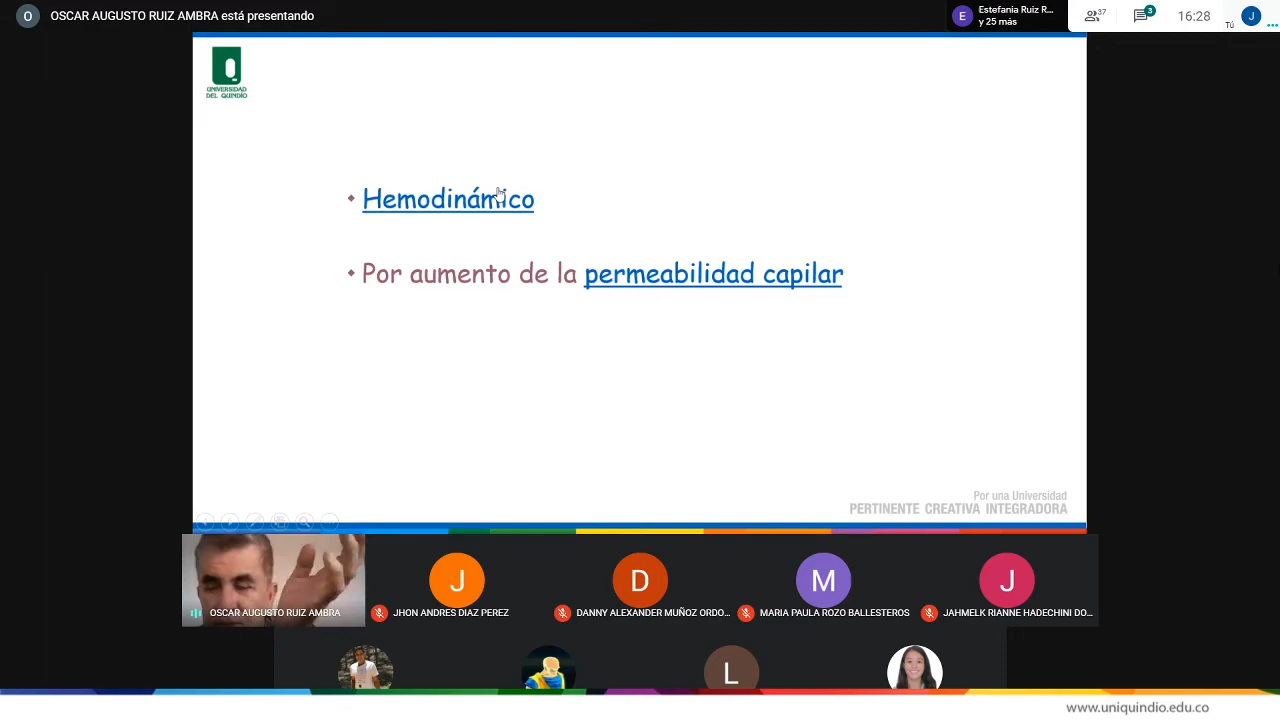 O
OSCAR AUGUSTO RUIZ AMBRA está presentando
E
Estefania Ruiz R...
y 25 más
37
3
16:28
Tú
J
UNIVERSIDAD
DEL QUINDÍO
Hemodinámico
Por aumento de la permeabilidad capilar
Por una Universidad
PERTINENTE CREATIVA INTEGRADORA
J
D
M
J
OSCAR AUGUSTO RUIZ AMBRA
JHON ANDRES DIAZ PEREZ
DANNY ALEXANDER MUÑOZ ORDO...
MARIA PAULA ROZO BALLESTEROS
JAHMELK RIANNE HADECHINI DO...
L
www.uniquindio.edu.co